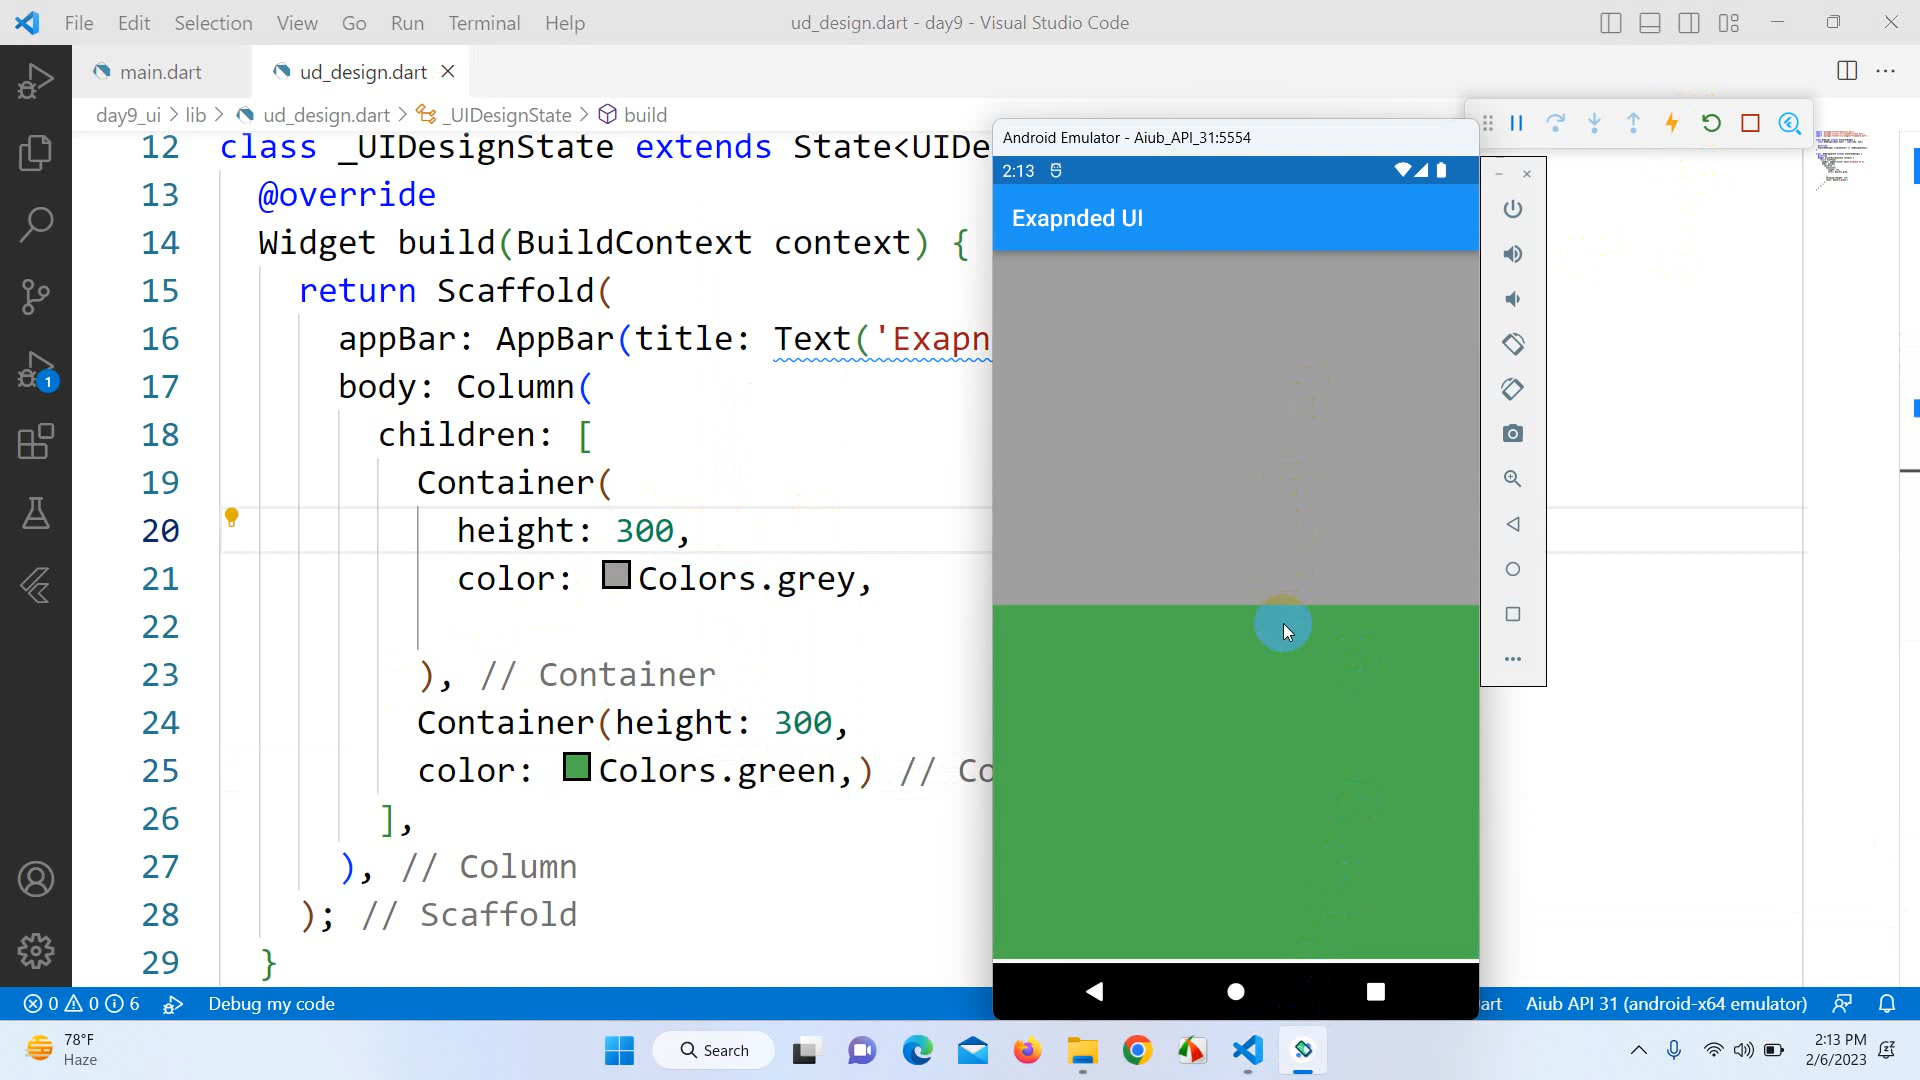 File Edit Selection View Go Run Terminal Help
ud_design.dart - day9 - Visual Studio Code
main.dart
ud_design.dart
day9_ui > lib > ud_design.dart > _UIDesignState > build
12 class _UIDesignState extends State<UIDe
13 @override
14 Widget build(BuildContext context) {
15 return Scaffold(
16 appBar: AppBar(title: Text('Exapn
17 body: Column(
18 children: [
19 Container(
20 height: 300,
21 color: Colors.grey,
22
23 ), // Container
24 Container(height: 300,
25 color: Colors.green,) // Co
26 ],
27 ), // Column
28 ); // Scaffold
29 }
Android Emulator - Aiub_API_31:5554
2:13
Exapnded UI
1
0 0 6
Debug my code
art
Aiub API 31 (android-x64 emulator)
78°F
Haze
Search
2:13 PM
2/6/2023